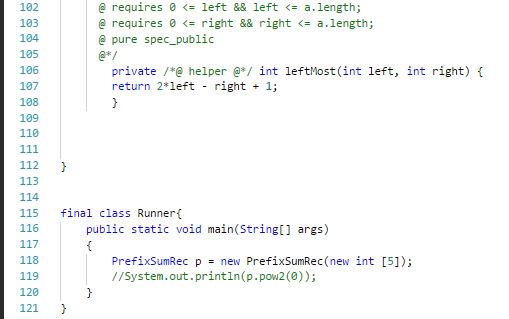 102 @ requires 0 <= left && left <= a.length;
103 @ requires 0 <= right && right <= a.length;
104 @ pure spec_public
105 @*/
106 private /*@ helper @*/ int leftMost(int left, int right) {
107 return 2*left - right + 1;
108 }
109
110
111
112 }
113
114
115 final class Runner{
116 public static void main(String[] args)
117 {
118 PrefixSumRec p = new PrefixSumRec(new int [5]);
119 //System.out.println(p.pow2(0));
120 }
121 }